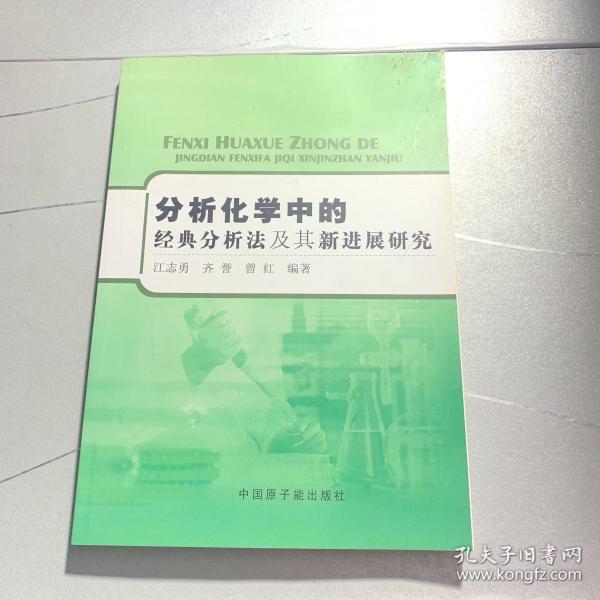 FENXI HUAXUE ZHONG DE
JINGDIAN FENXIFA JIQI XINJINZHAN YANJIU
分析化学中的
经典分析法及其新进展研究
江志勇 齐誉 曾红 编著
中国原子能出版社
孔夫子旧书网
www.kongfz.com